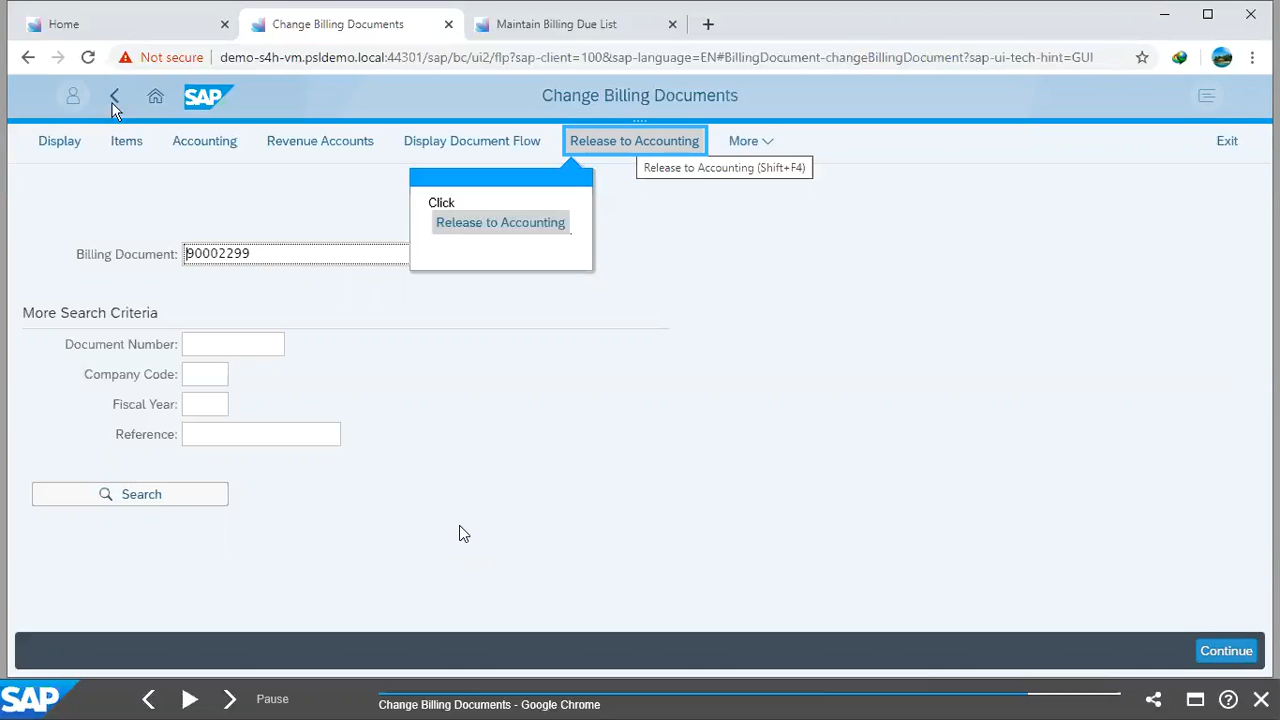 Home
Change Billing Documents
Maintain Billing Due List
Not secure
demo-s4h-vm.psldemo.local:44301/sap/bc/ui2/flp?sap-client=100&sap-language=EN#BillingDocument-changeBillingDocument?sap-ui-tech-hint=GUI
SAP
Change Billing Documents
Display
Items
Accounting
Revenue Accounts
Display Document Flow
Release to Accounting
More
Exit
Release to Accounting (Shift+F4)
Click
Release to Accounting
.
Billing Document: 90002299
More Search Criteria
Document Number:
Company Code:
Fiscal Year:
Reference:
Search
Continue
SAP
Pause
Change Billing Documents - Google Chrome